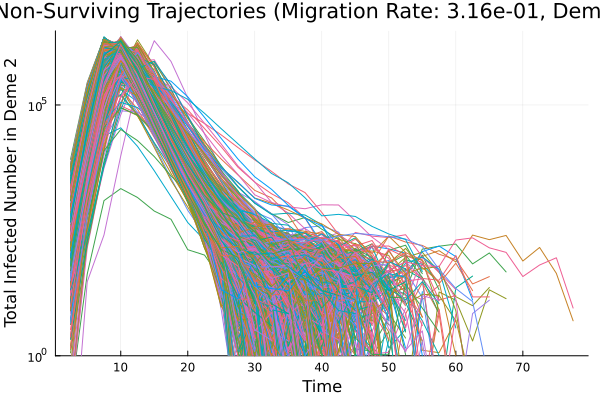 Non-Surviving Trajectories (Migration Rate: 3.16e-01, Dem
Total Infected Number in Deme 2
10^5
10^0
10 20 30 40 50 60 70
Time